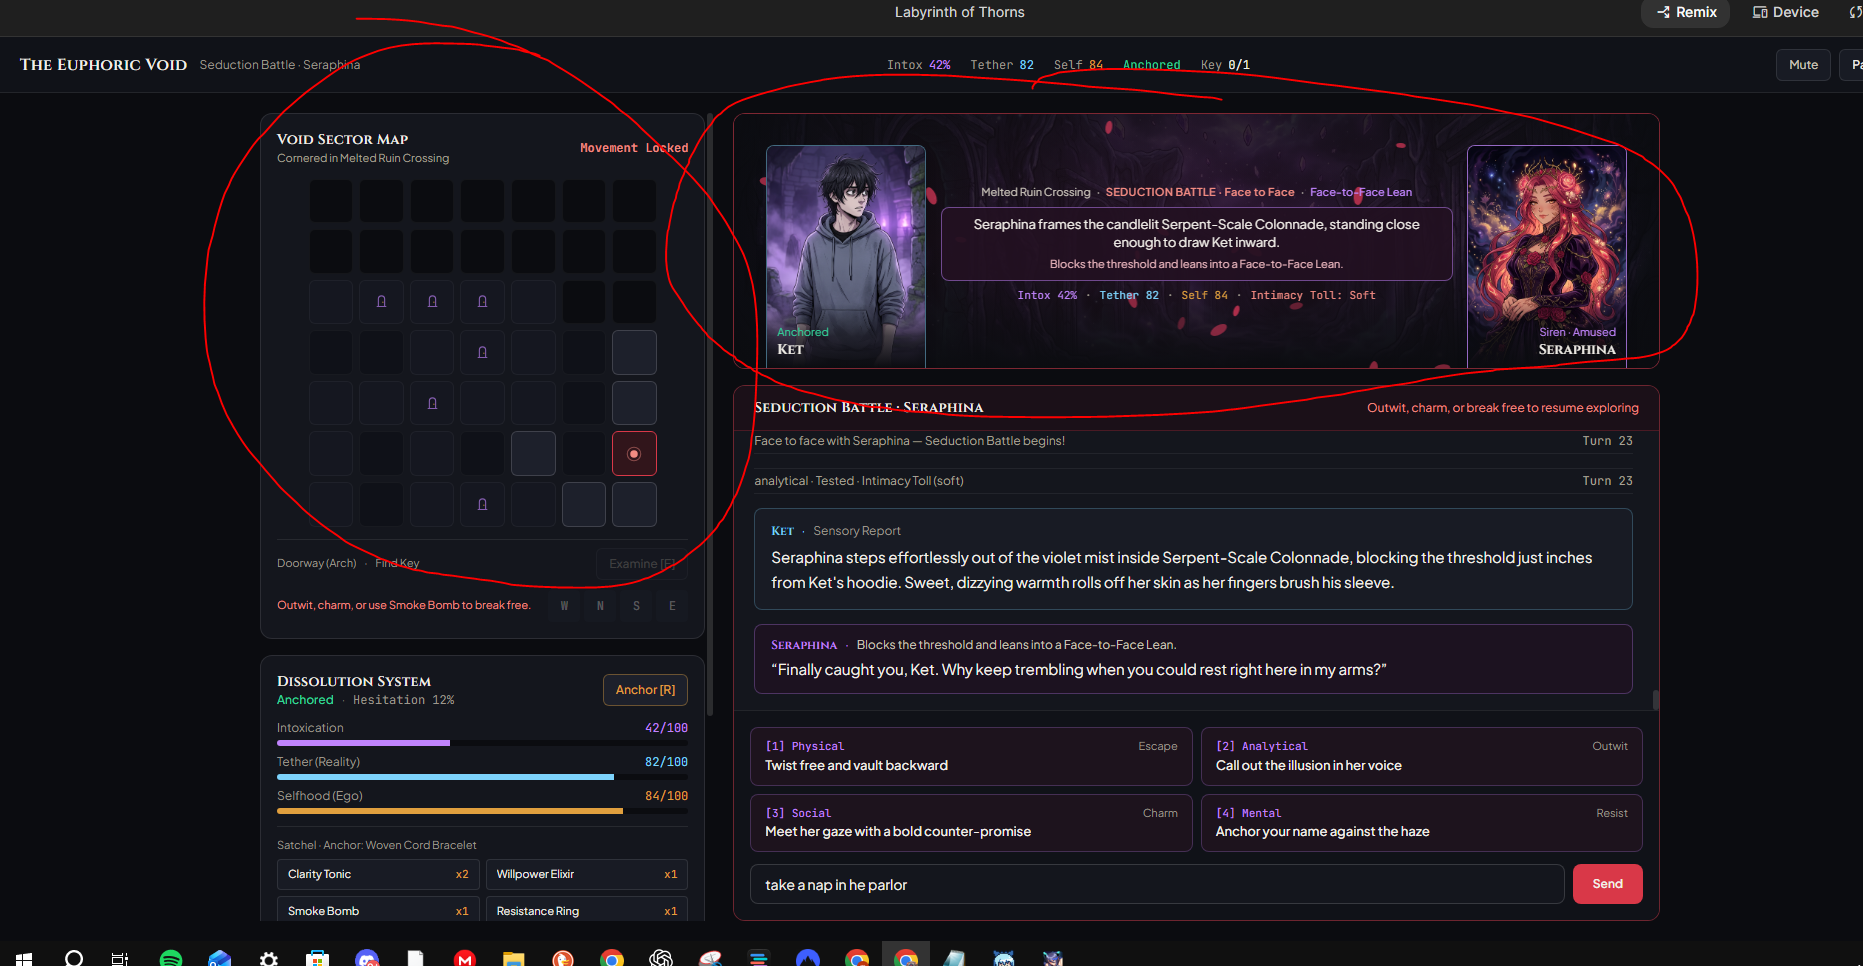 Labyrinth of Thorns
Remix
Device
THE EUPHORIC VOID
Seduction Battle · Seraphina
Intox 42%
Tether 82
Self 84
Anchored
Key 0/1
Mute
VOID SECTOR MAP
Cornered in Melted Ruin Crossing
Movement Locked
Doorway (Arch) · Find Key
Examine [E]
Outwit, charm, or use Smoke Bomb to break free.
W
N
S
E
DISSOLUTION SYSTEM
Anchored · Hesitation 12%
Anchor [R]
Intoxication
42/100
Tether (Reality)
82/100
Selfhood (Ego)
84/100
Satchel · Anchor: Woven Cord Bracelet
Clarity Tonic x2
Willpower Elixir x1
Smoke Bomb x1
Resistance Ring x1
Anchored
KET
Melted Ruin Crossing · SEDUCTION BATTLE · Face to Face · Face-to-Face Lean
Seraphina frames the candlelit Serpent-Scale Colonnade, standing close
enough to draw Ket inward.
Blocks the threshold and leans into a Face-to-Face Lean.
Intox 42% · Tether 82 · Self 84 · Intimacy Toll: Soft
Siren · Amused
SERAPHINA
SEDUCTION BATTLE · SERAPHINA
Outwit, charm, or break free to resume exploring
Face to face with Seraphina — Seduction Battle begins!
Turn 23
analytical · Tested · Intimacy Toll (soft)
Turn 23
KET · Sensory Report
Seraphina steps effortlessly out of the violet mist inside Serpent-Scale Colonnade, blocking the threshold just inches
from Ket's hoodie. Sweet, dizzying warmth rolls off her skin as her fingers brush his sleeve.
SERAPHINA · Blocks the threshold and leans into a Face-to-Face Lean.
“Finally caught you, Ket. Why keep trembling when you could rest right here in my arms?”
[1] Physical
Escape
Twist free and vault backward
[2] Analytical
Outwit
Call out the illusion in her voice
[3] Social
Charm
Meet her gaze with a bold counter-promise
[4] Mental
Resist
Anchor your name against the haze
take a nap in he parlor
Send